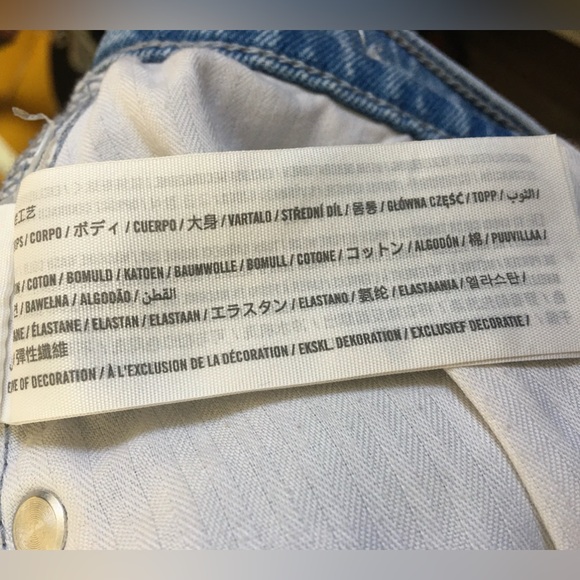 工艺
PS / CORPO / ボディ / CUERPO / 大身 / VARTALO / STŘEDNÍ DÍL / 몸통 / GŁÓWNA CZĘŚĆ / TOPP / الثوب /
N / COTON / BOMULD / KATOEN / BAUMWOLLE / BOMULL / COTONE / コットン / ALGODÓN / 棉 / PUUVILLAA /
/ BAWEŁNA / ALGODÃO / القطن /
ANE / ÉLASTANE / ELASTAN / ELASTAAN / エラスタン / ELASTANO / 氨纶 / ELASTAANIA / 엘라스탄 /
/ 弹性纖維
VE OF DECORATION / À L'EXCLUSION DE LA DÉCORATION / EKSKL. DEKORATION / EXCLUSIEF DECORATIE /